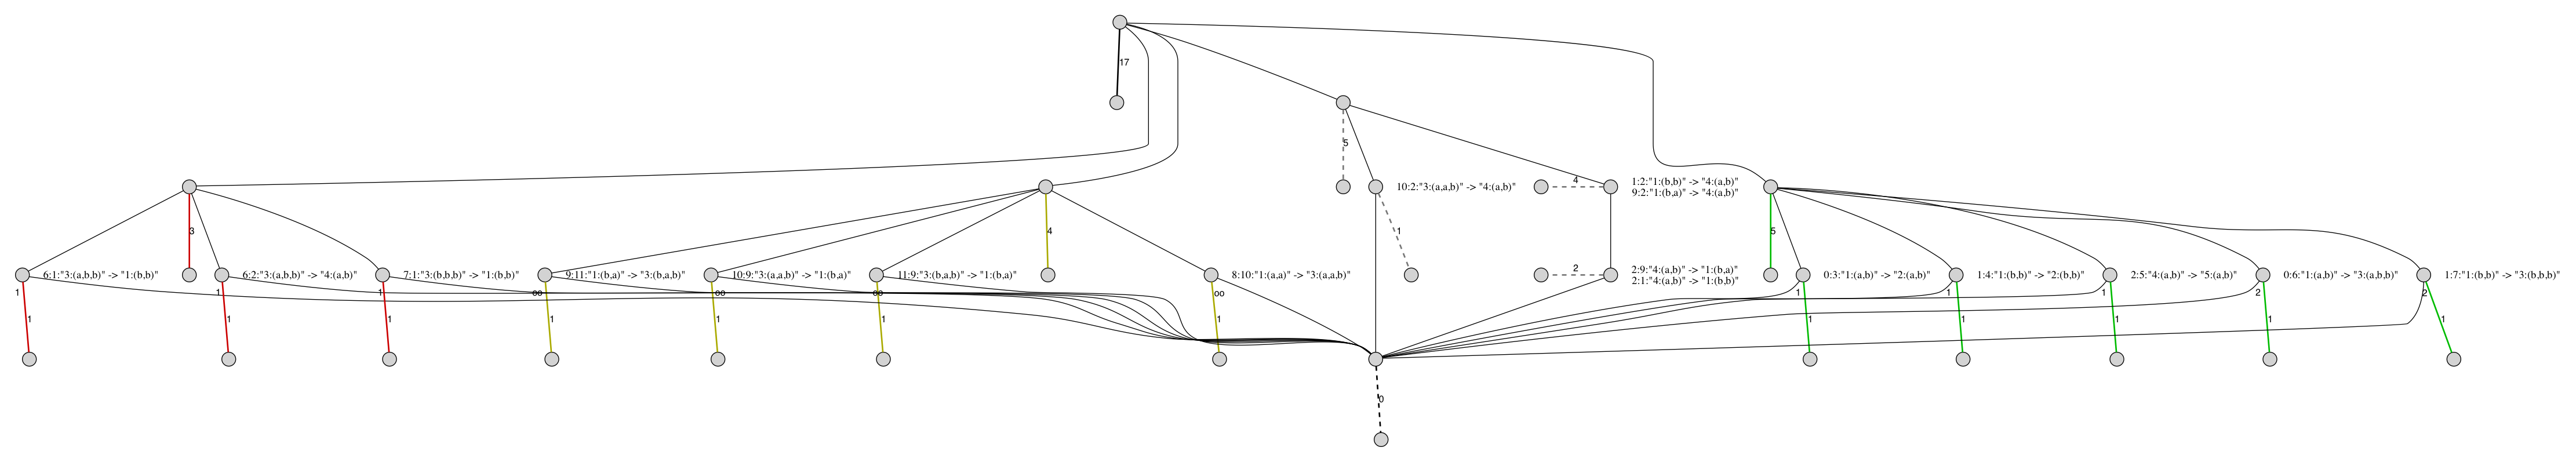 17
5
10:2:"3:(a,a,b)" -> "4:(a,b)"
4
1:2:"1:(b,b)" -> "4:(a,b)"
9:2:"1:(b,a)" -> "4:(a,b)"
3
4
1
5
6:1:"3:(a,b,b)" -> "1:(b,b)"
6:2:"3:(a,b,b)" -> "4:(a,b)"
7:1:"3:(b,b,b)" -> "1:(b,b)"
9:11:"1:(b,a)" -> "3:(b,a,b)"
10:9:"3:(a,a,b)" -> "1:(b,a)"
11:9:"3:(b,a,b)" -> "1:(b,a)"
8:10:"1:(a,a)" -> "3:(a,a,b)"
2
2:9:"4:(a,b)" -> "1:(b,a)"
2:1:"4:(a,b)" -> "1:(b,b)"
0:3:"1:(a,b)" -> "2:(a,b)"
1:4:"1:(b,b)" -> "2:(b,b)"
2:5:"4:(a,b)" -> "5:(a,b)"
0:6:"1:(a,b)" -> "3:(a,b,b)"
1:7:"1:(b,b)" -> "3:(b,b,b)"
1
1
1
oo
oo
oo
oo
1
1
1
2
2
1
1
1
1
1
1
1
1
1
1
1
1
0